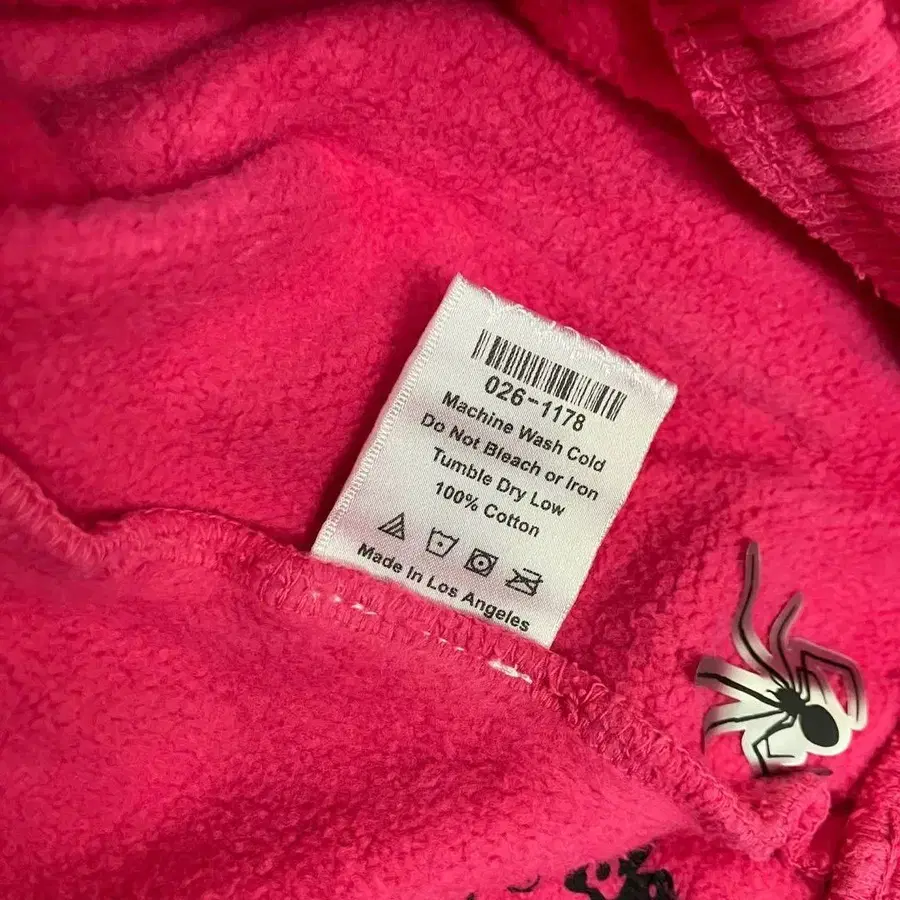 026-1178
Machine Wash Cold
Do Not Bleach or Iron
Tumble Dry Low
100% Cotton
Made In Los Angeles